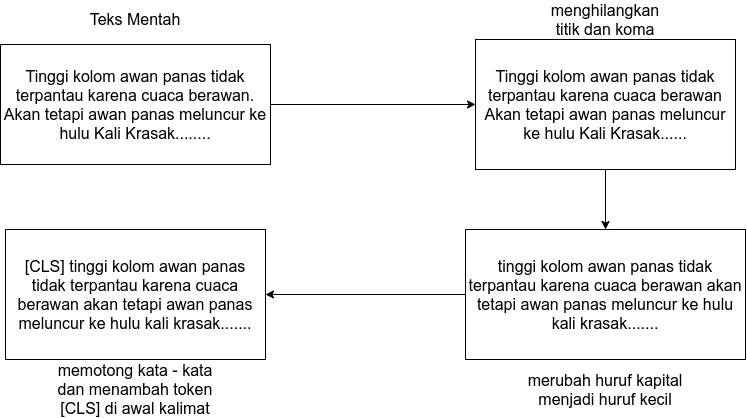 Teks Mentah
Tinggi kolom awan panas tidak
terpantau karena cuaca berawan.
Akan tetapi awan panas meluncur ke
hulu Kali Krasak........
menghilangkan
titik dan koma
Tinggi kolom awan panas tidak
terpantau karena cuaca berawan
Akan tetapi awan panas meluncur
ke hulu Kali Krasak......
tinggi kolom awan panas tidak
terpantau karena cuaca berawan akan
tetapi awan panas meluncur ke hulu
kali krasak.......
merubah huruf kapital
menjadi huruf kecil
[CLS] tinggi kolom awan panas
tidak terpantau karena cuaca
berawan akan tetapi awan panas
meluncur ke hulu kali krasak.......
memotong kata - kata
dan menambah token
[CLS] di awal kalimat